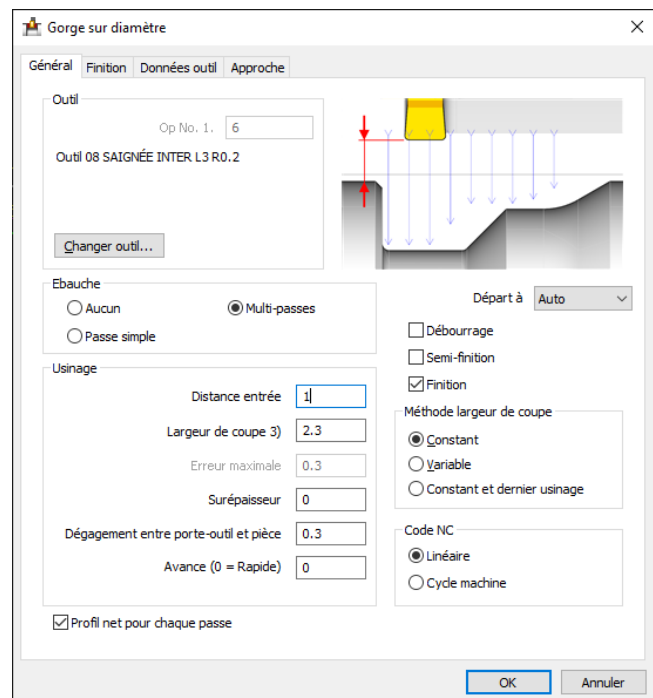 Gorge sur diamètre
Général Finition Données outil Approche
Outil
Op No. 1. 6
Outil 08 SAIGNÉE INTER L3 R0.2
Changer outil...
Ebauche
Aucun Multi-passes
Passe simple
Départ à Auto
Débourrage
Semi-finition
Finition
Usinage
Distance entrée 1
Largeur de coupe 3) 2.3
Erreur maximale 0.3
Surépaisseur 0
Dégagement entre porte-outil et pièce 0.3
Avance (0 = Rapide) 0
Méthode largeur de coupe
Constant
Variable
Constant et dernier usinage
Code NC
Linéaire
Cycle machine
Profil net pour chaque passe
OK Annuler